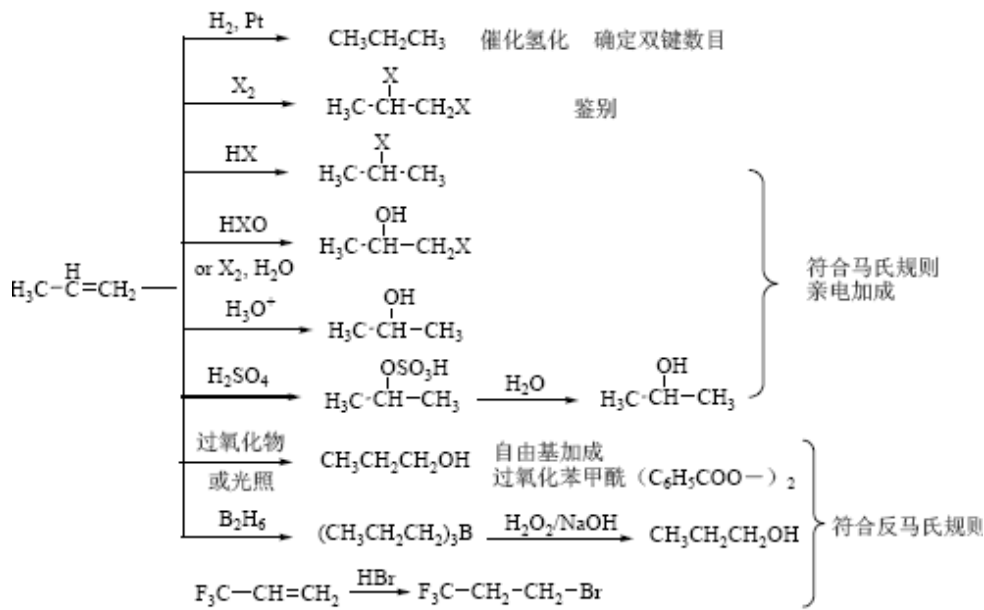 H₂, Pt
CH₃CH₂CH₃ 催化氢化 确定双键数目
X₂
X
H₃C-CH-CH₂X 鉴别
HX
X
H₃C-CH-CH₃
HXO
or X₂, H₂O
OH
H₃C-CH-CH₂X
H
H₃C-C=CH₂
符合马氏规则
亲电加成
H₃O⁺
OH
H₃C-CH-CH₃
H₂SO₄
OSO₃H
H₃C-CH-CH₃
H₂O
OH
H₃C-CH-CH₃
过氧化物
或光照
CH₃CH₂CH₂OH
自由基加成
过氧化苯甲酰(C₆H₅COO-)₂
B₂H₆
(CH₃CH₂CH₂)₃B
H₂O₂/NaOH
CH₃CH₂CH₂OH
符合反马氏规则
F₃C-CH=CH₂
HBr
F₃C-CH₂-CH₂-Br